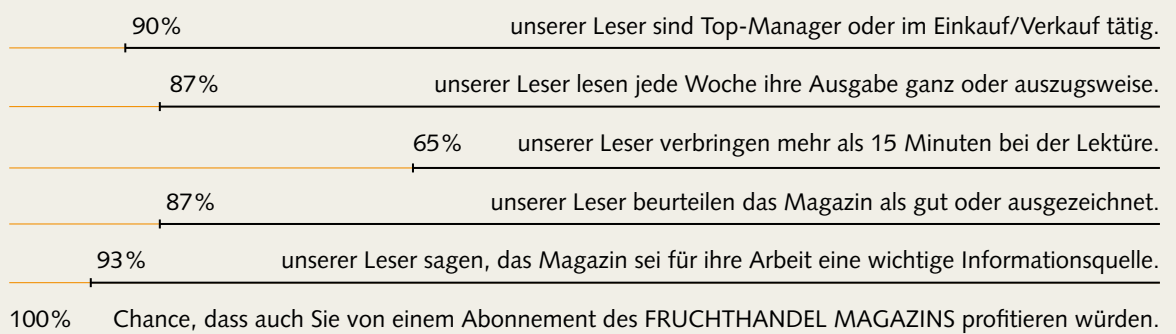 90% unserer Leser sind Top-Manager oder im Einkauf/Verkauf tätig.
87% unserer Leser lesen jede Woche ihre Ausgabe ganz oder auszugsweise.
65% unserer Leser verbringen mehr als 15 Minuten bei der Lektüre.
87% unserer Leser beurteilen das Magazin als gut oder ausgezeichnet.
93% unserer Leser sagen, das Magazin sei für ihre Arbeit eine wichtige Informationsquelle.
100% Chance, dass auch Sie von einem Abonnement des FRUCHTHANDEL MAGAZINS profitieren würden.